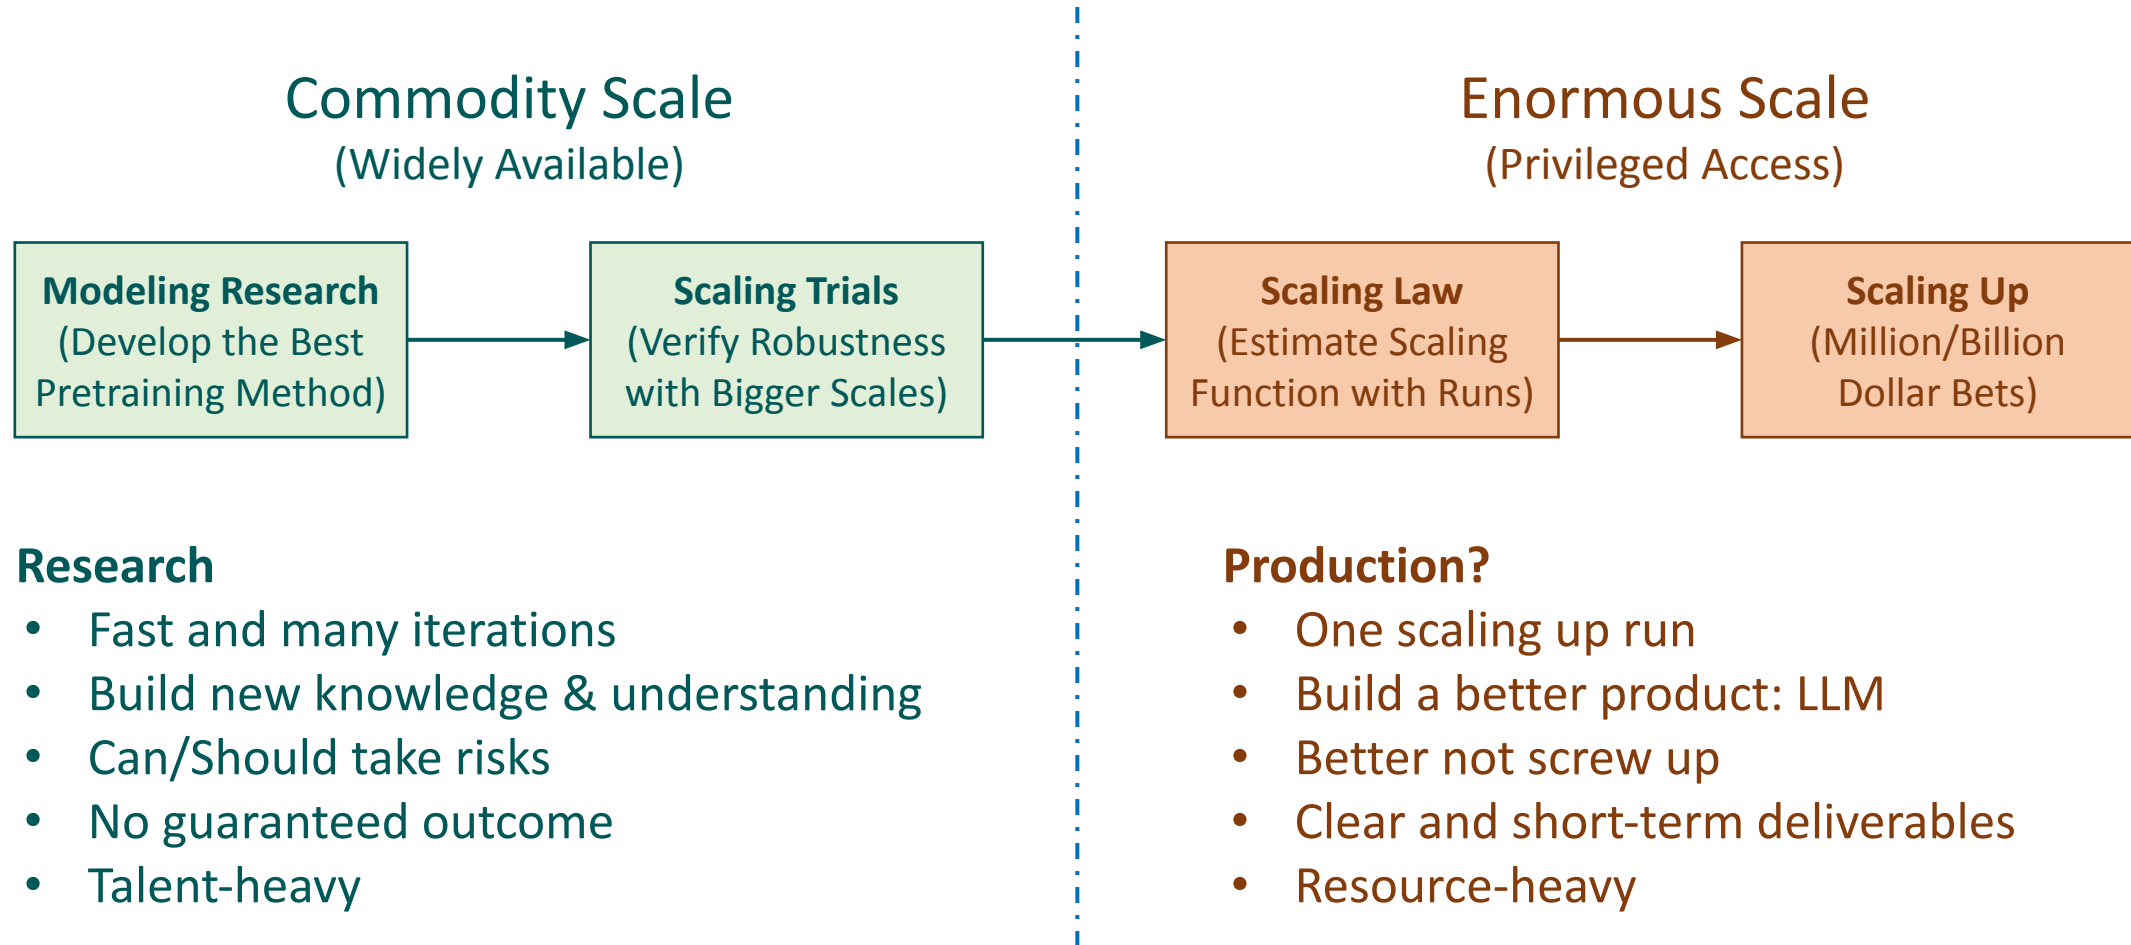 Commodity Scale
(Widely Available)
Enormous Scale
(Privileged Access)
Modeling Research
(Develop the Best
Pretraining Method)
Scaling Trials
(Verify Robustness
with Bigger Scales)
Scaling Law
(Estimate Scaling
Function with Runs)
Scaling Up
(Million/Billion
Dollar Bets)
Research
• Fast and many iterations
• Build new knowledge & understanding
• Can/Should take risks
• No guaranteed outcome
• Talent-heavy
Production?
• One scaling up run
• Build a better product: LLM
• Better not screw up
• Clear and short-term deliverables
• Resource-heavy